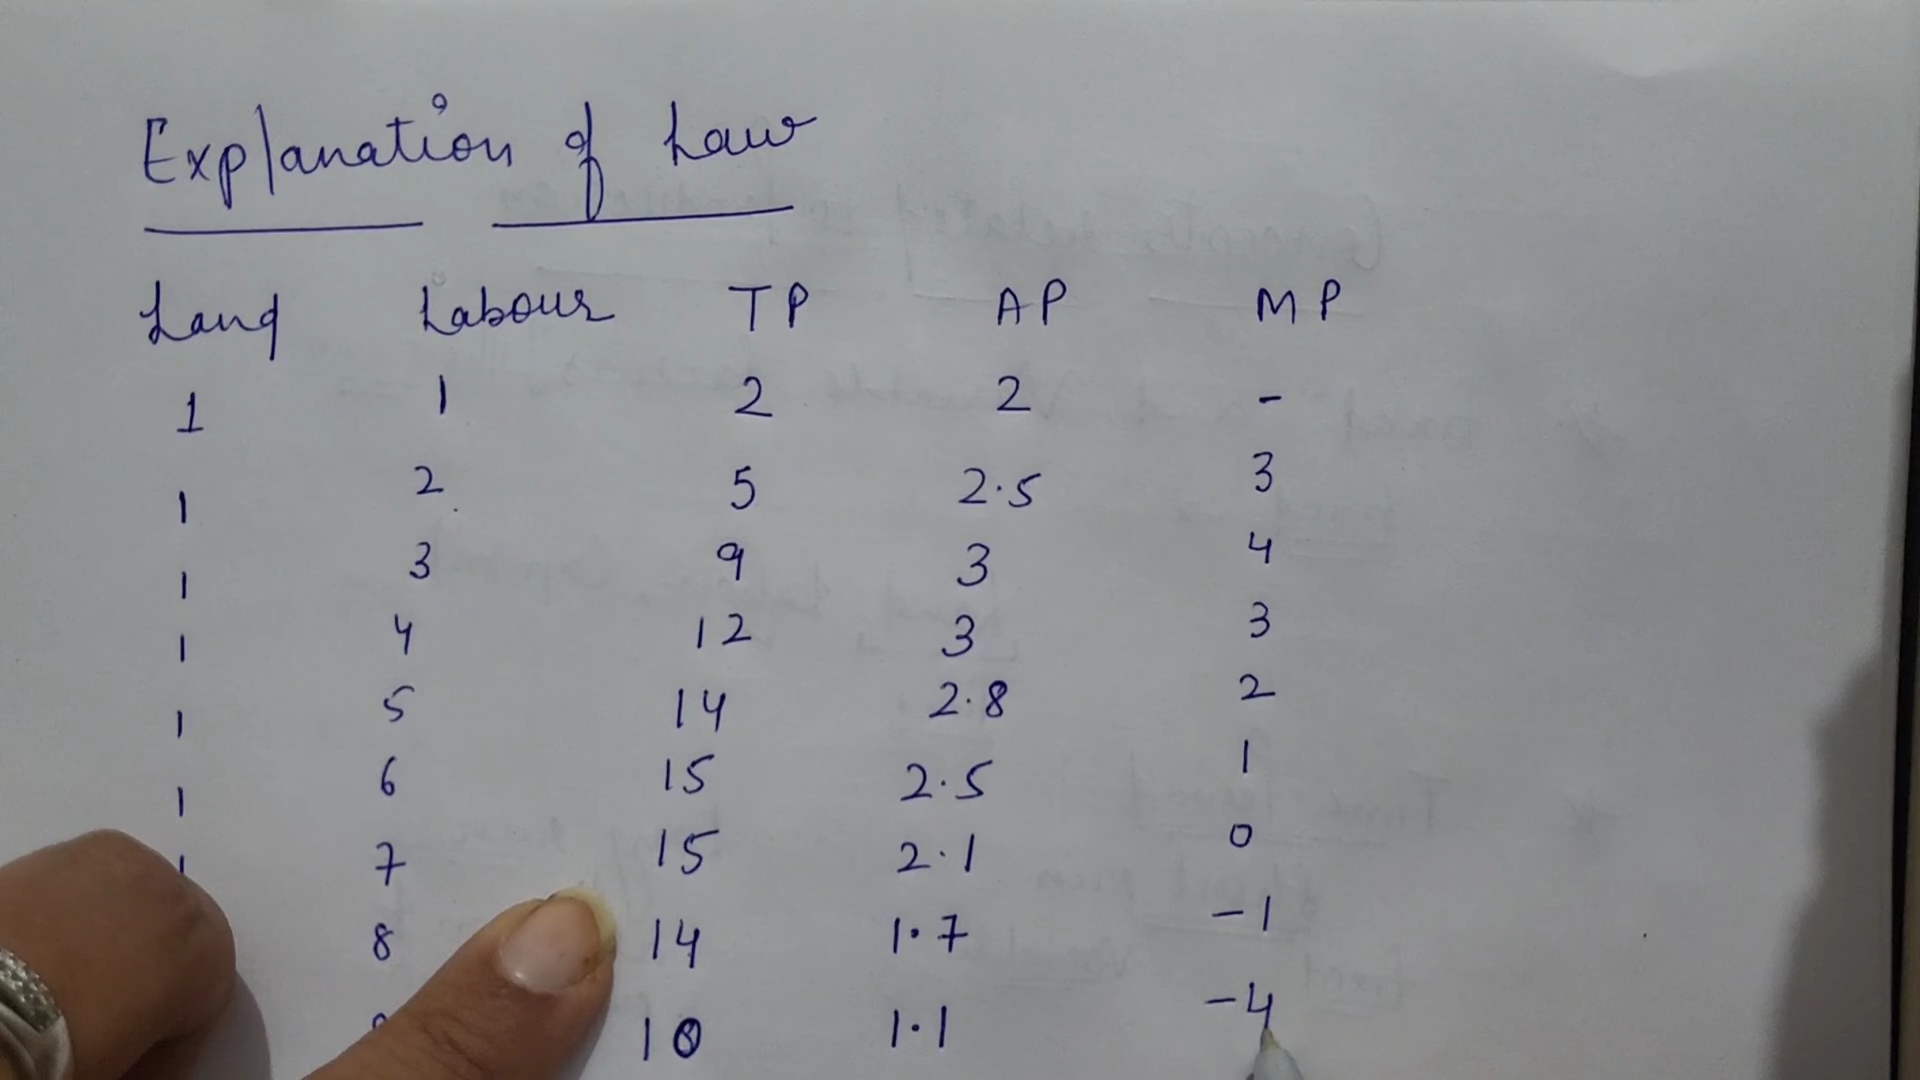 Explanation of Law
Land Labour TP AP MP
1 1 2 2 -
1 2 5 2.5 3
1 3 9 3 4
1 4 12 3 3
1 5 14 2.8 2
1 6 15 2.5 1
1 7 15 2.1 0
8 14 1.7 -1
10 1.1 -4